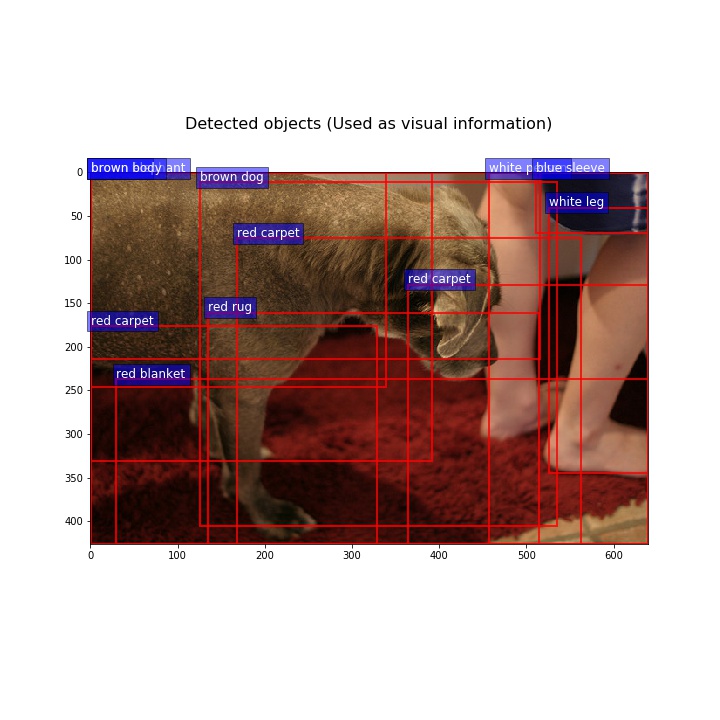 Detected objects (Used as visual information)
brown body
ant
white p
blue sleeve
brown dog
white leg
red carpet
red carpet
red rug
red carpet
red blanket
0
50
100
150
200
250
300
350
400
0
100
200
300
400
500
600